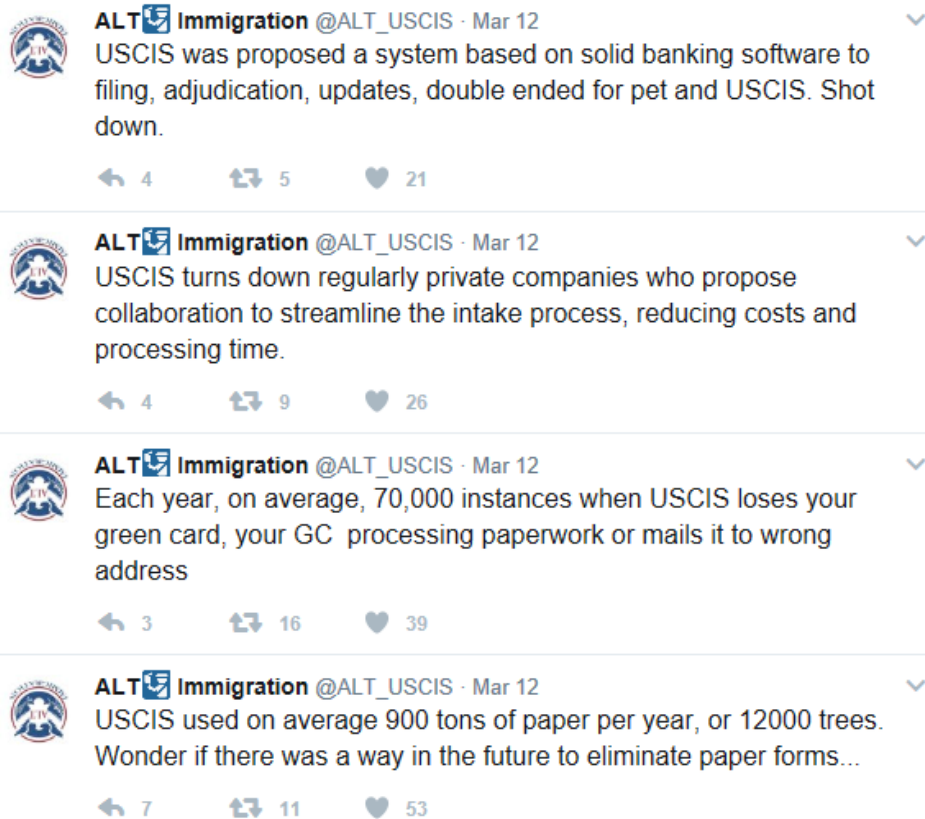 ALT Immigration @ALT_USCIS · Mar 12
USCIS was proposed a system based on solid banking software to
filing, adjudication, updates, double ended for pet and USCIS. Shot
down.
4 5 21
ALT Immigration @ALT_USCIS · Mar 12
USCIS turns down regularly private companies who propose
collaboration to streamline the intake process, reducing costs and
processing time.
4 9 26
ALT Immigration @ALT_USCIS · Mar 12
Each year, on average, 70,000 instances when USCIS loses your
green card, your GC  processing paperwork or mails it to wrong
address
3 16 39
ALT Immigration @ALT_USCIS · Mar 12
USCIS used on average 900 tons of paper per year, or 12000 trees.
Wonder if there was a way in the future to eliminate paper forms...
7 11 53